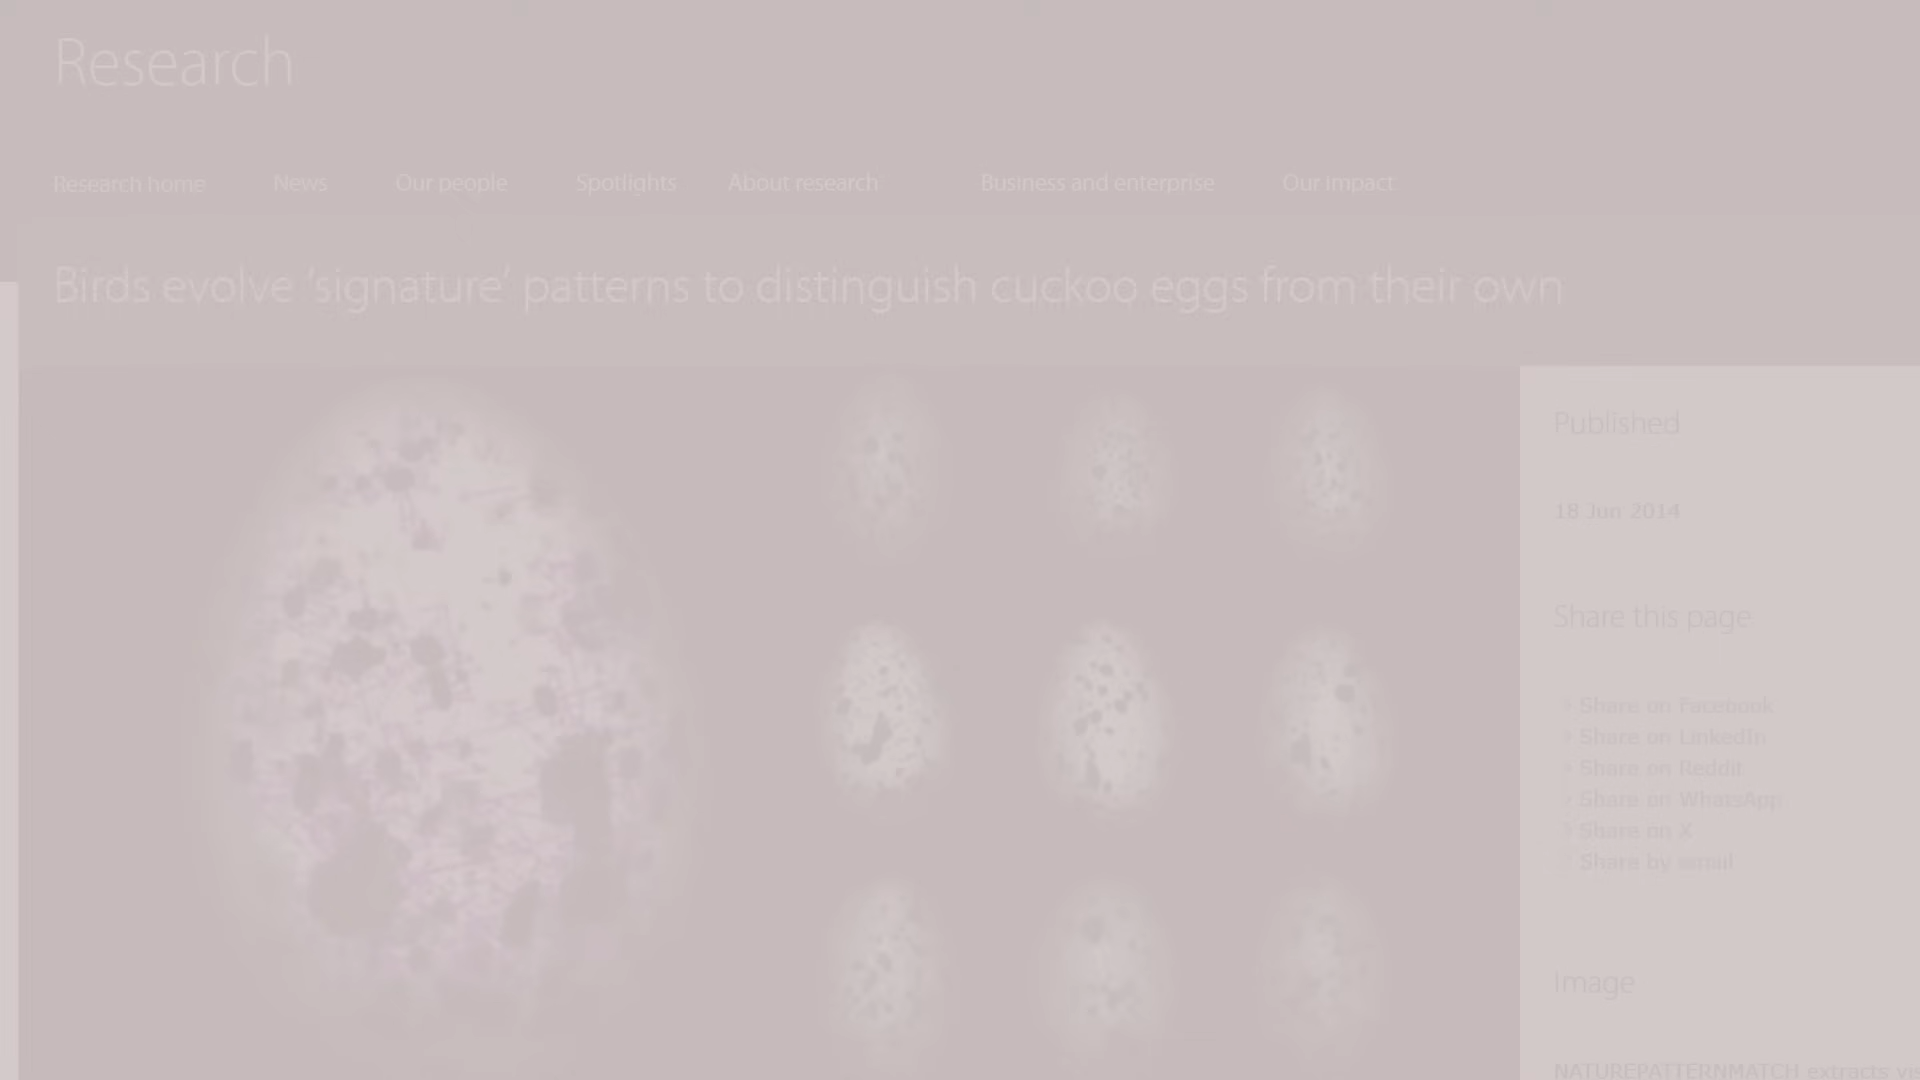 Research
Research home News Our people Spotlights About research Business and enterprise Our impact
Birds evolve ‘signature’ patterns to distinguish cuckoo eggs from their own
Published
18 Jun 2014
Share this page
Share on Facebook
Share on LinkedIn
Share on Reddit
Share on WhatsApp
Share on X
Share by email
Image
NATUREPATTERNMATCH extracts